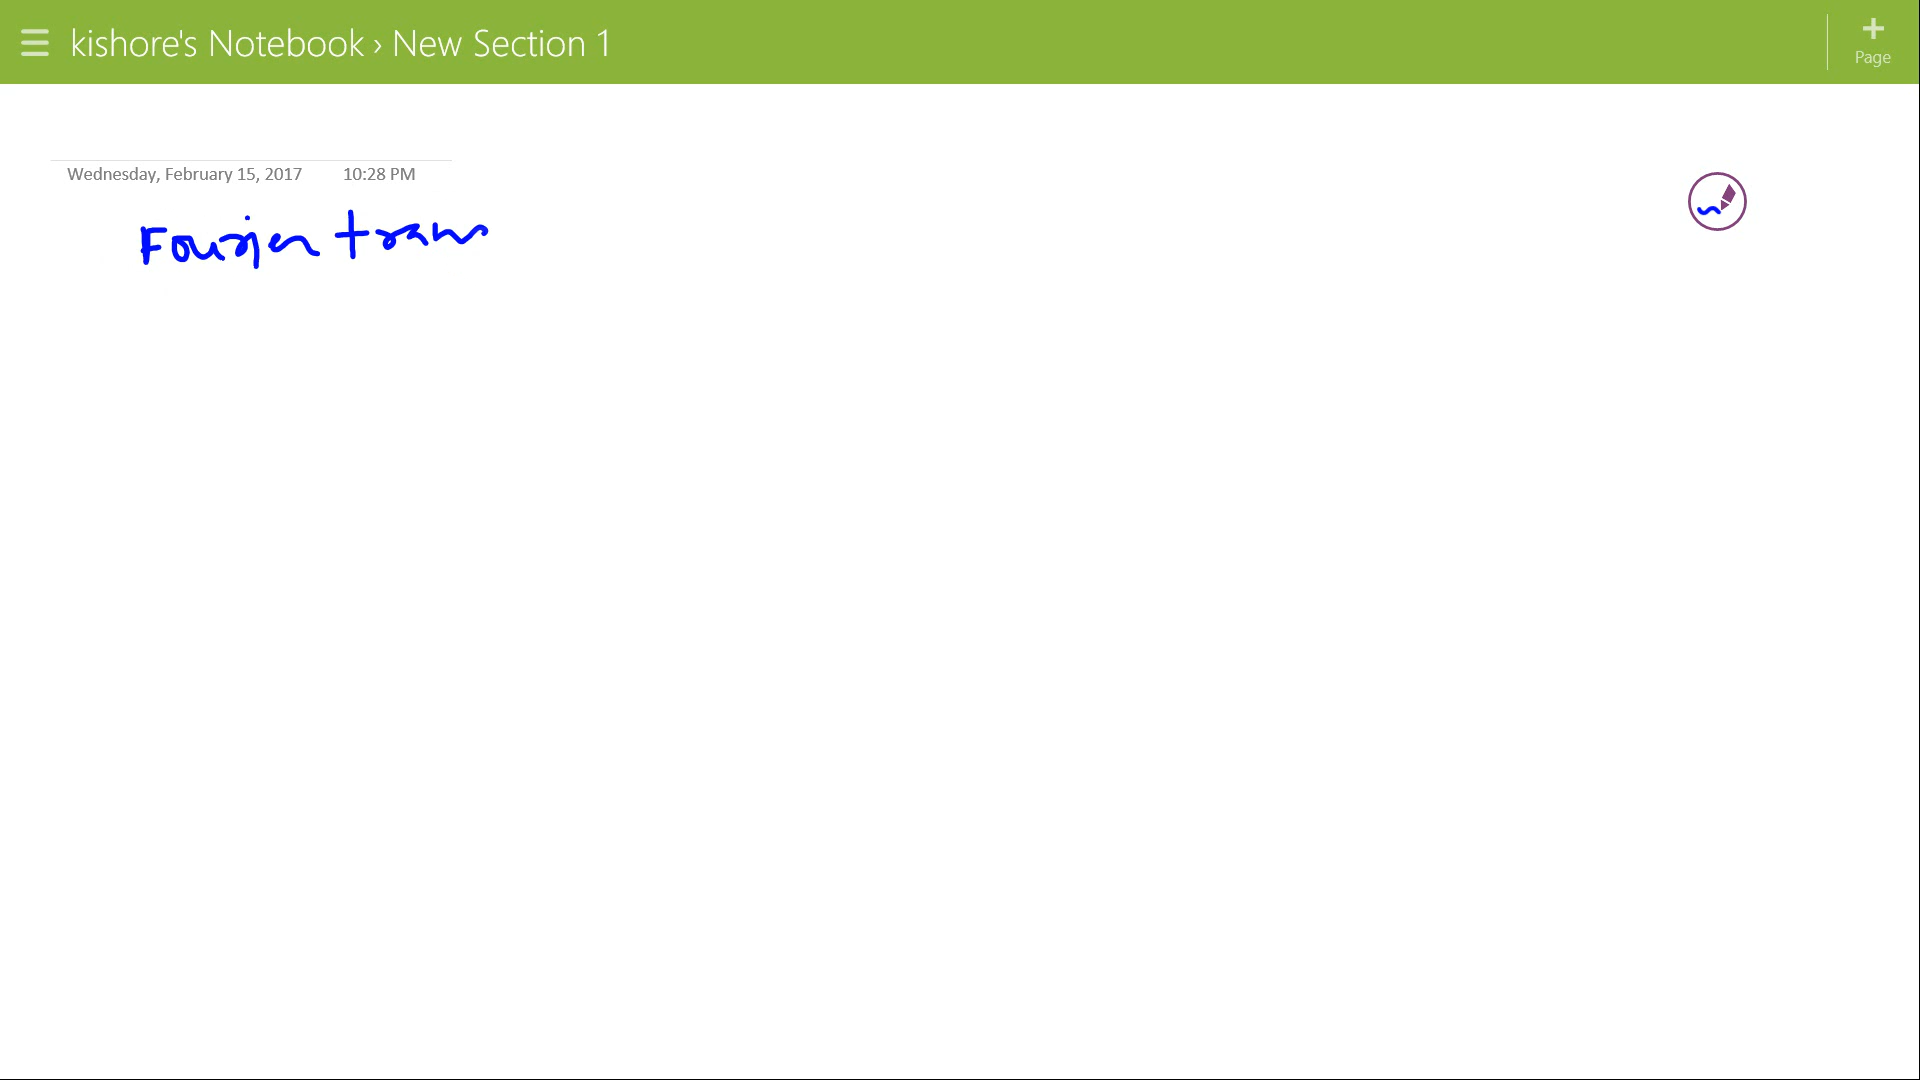 kishore's Notebook › New Section 1
Page
Wednesday, February 15, 2017 10:28 PM
Fourier trans